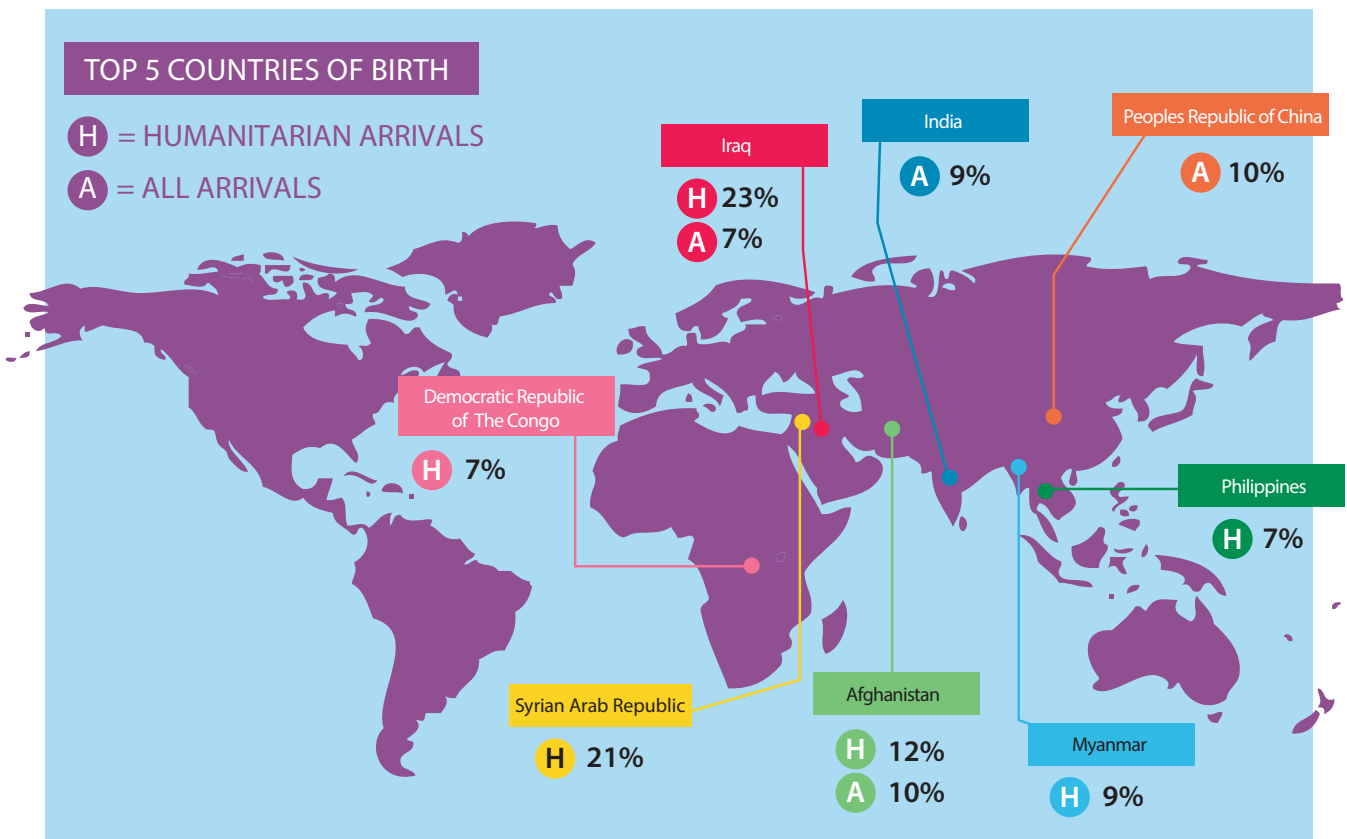 TOP 5 COUNTRIES OF BIRTH
H = HUMANITARIAN ARRIVALS
A = ALL ARRIVALS
Iraq
H 23%
A 7%
India
A 9%
Peoples Republic of China
A 10%
Democratic Republic
of The Congo
H 7%
Philippines
H 7%
Syrian Arab Republic
H 21%
Afghanistan
H 12%
A 10%
Myanmar
H 9%